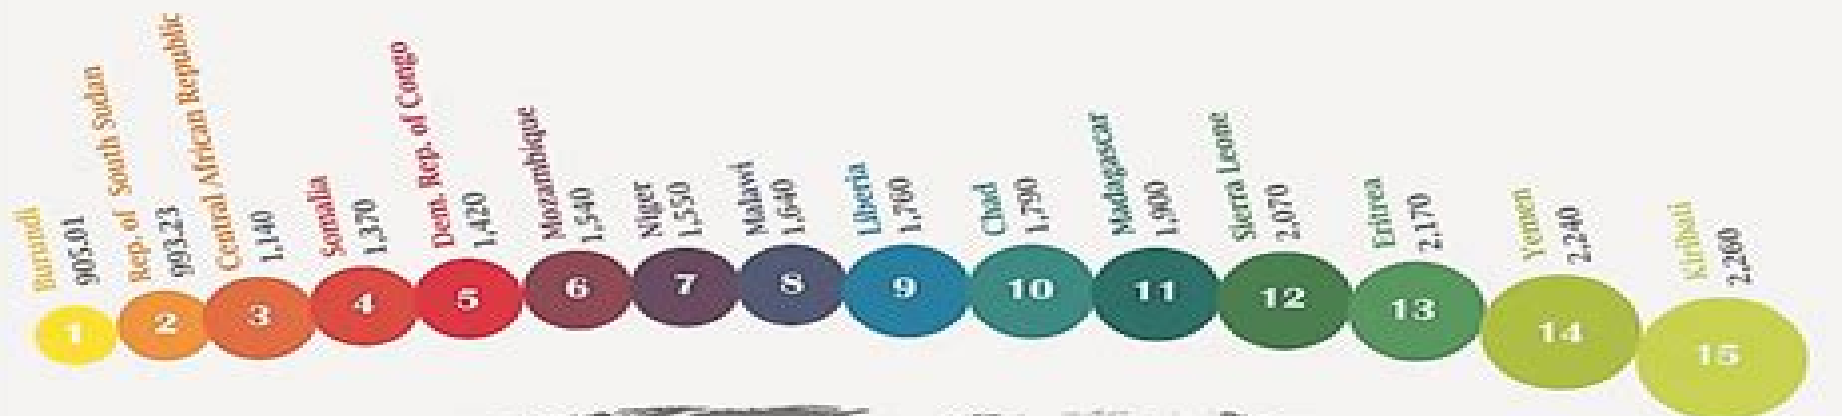 Burundi
905.01
1
Rep. of South Sudan
993.23
2
Central African Republic
1,140
3
Somalia
1,370
4
Dem. Rep. of Congo
1,420
5
Mozambique
1,540
6
Niger
1,550
7
Malawi
1,640
8
Liberia
1,760
9
Chad
1,790
10
Madagascar
1,900
11
Sierra Leone
2,070
12
Eritrea
2,170
13
Yemen
2,240
14
Kiribati
2,260
15